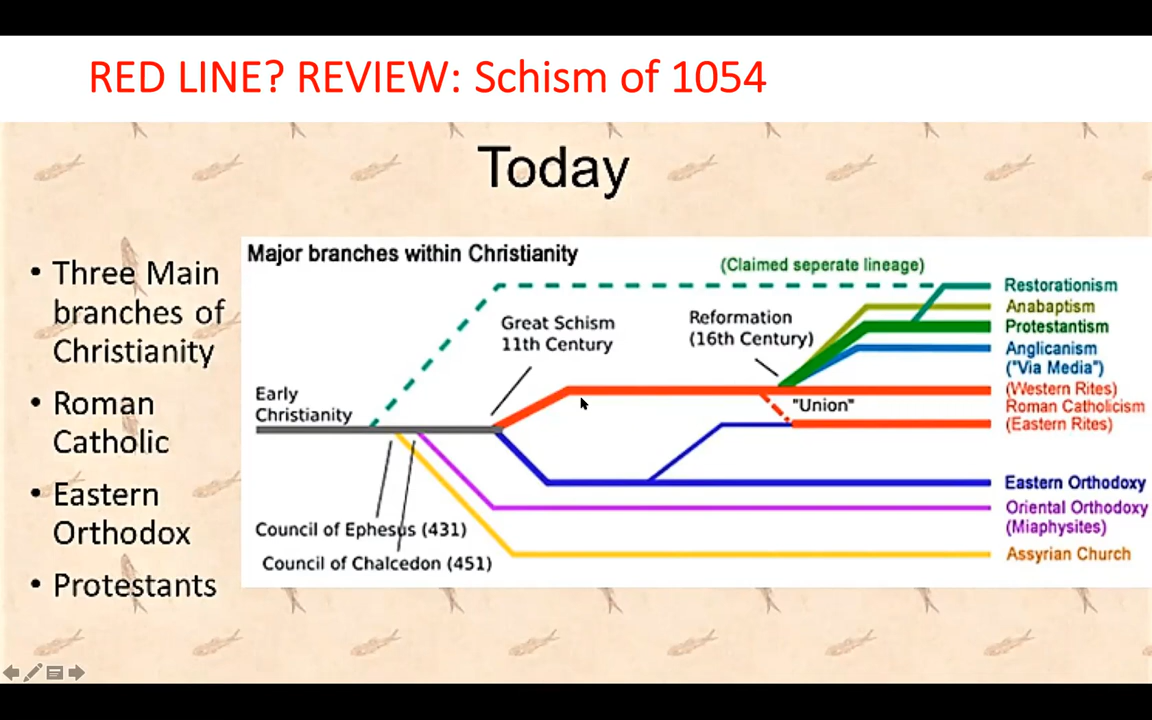 RED LINE? REVIEW: Schism of 1054
Today
• Three Main
branches of
Christianity
• Roman
Catholic
• Eastern
Orthodox
• Protestants
Major branches within Christianity
(Claimed seperate lineage)
Great Schism
11th Century
Reformation
(16th Century)
Early
Christianity
"Union"
Council of Ephesus (431)
Council of Chalcedon (451)
Restorationism
Anabaptism
Protestantism
Anglicanism
("Via Media")
(Western Rites)
Roman Catholicism
(Eastern Rites)
Eastern Orthodoxy
Oriental Orthodoxy
(Miaphysites)
Assyrian Church